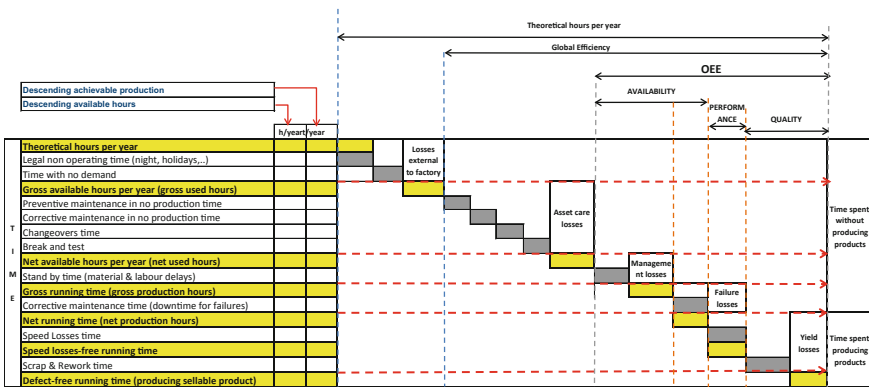 Theoretical hours per year
Global Efficiency
OEE
AVAILABILITY
PERFORM
ANCE
QUALITY
Descending achievable production
Descending available hours
h/year
t/year
Theoretical hours per year
Legal non operating time (night, holidays,..)
Time with no demand
Gross available hours per year (gross used hours)
Preventive maintenance in no production time
Corrective maintenance in no production time
Changeovers time
Break and test
Net available hours per year (net used hours)
Stand by time (material & labour delays)
Gross running time (gross production hours)
Corrective maintenance time (downtime for failures)
Net running time (net production hours)
Speed Losses time
Speed losses-free running time
Scrap & Rework time
Defect-free running time (producing sellable product)
T
I
M
E
Losses
external
to factory
Asset care
losses
Manageme
nt losses
Failure
losses
Yield
losses
Time spent
without
producing
products
Time spent
producing
products